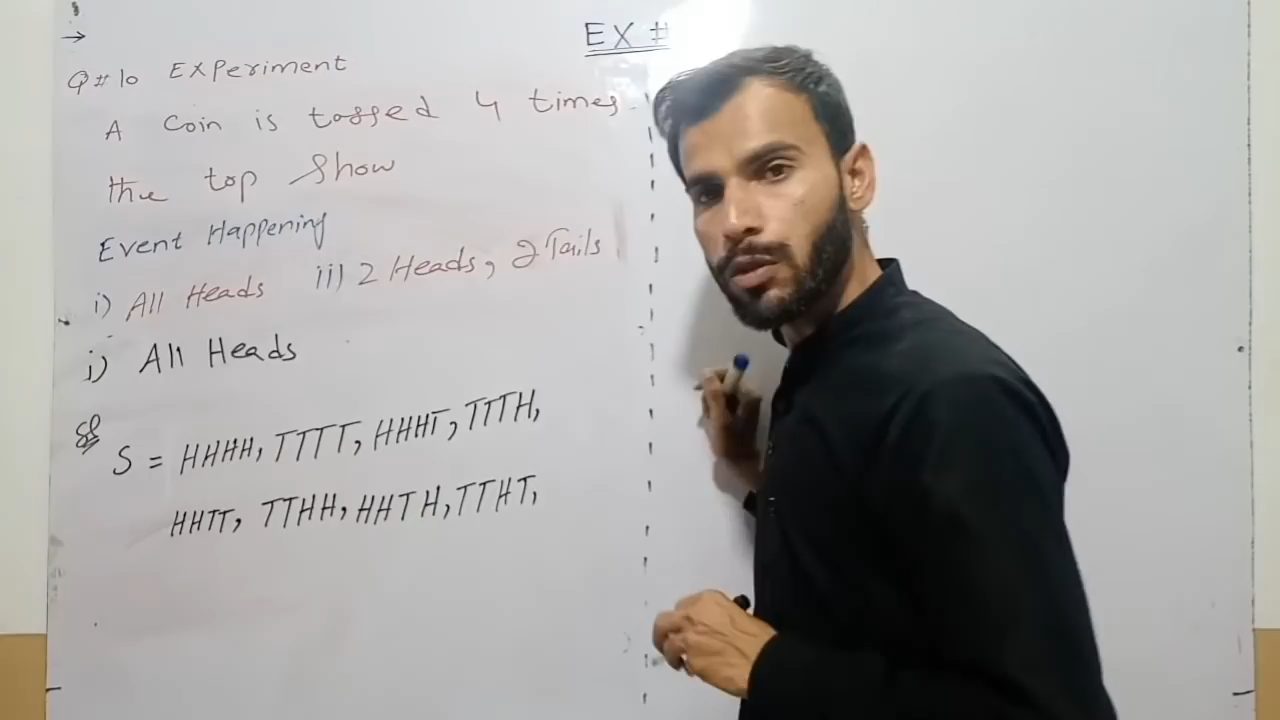 EX #
Q#10 Experiment
A Coin is tossed 4 times.
the top show
Event Happening
i) All Heads ii) 2 Heads, 2 Tails
i) All Heads
S = HHHH, TTTT, HHHT, TTTH,
HHTT, TTHH, HHTH, TTHT,